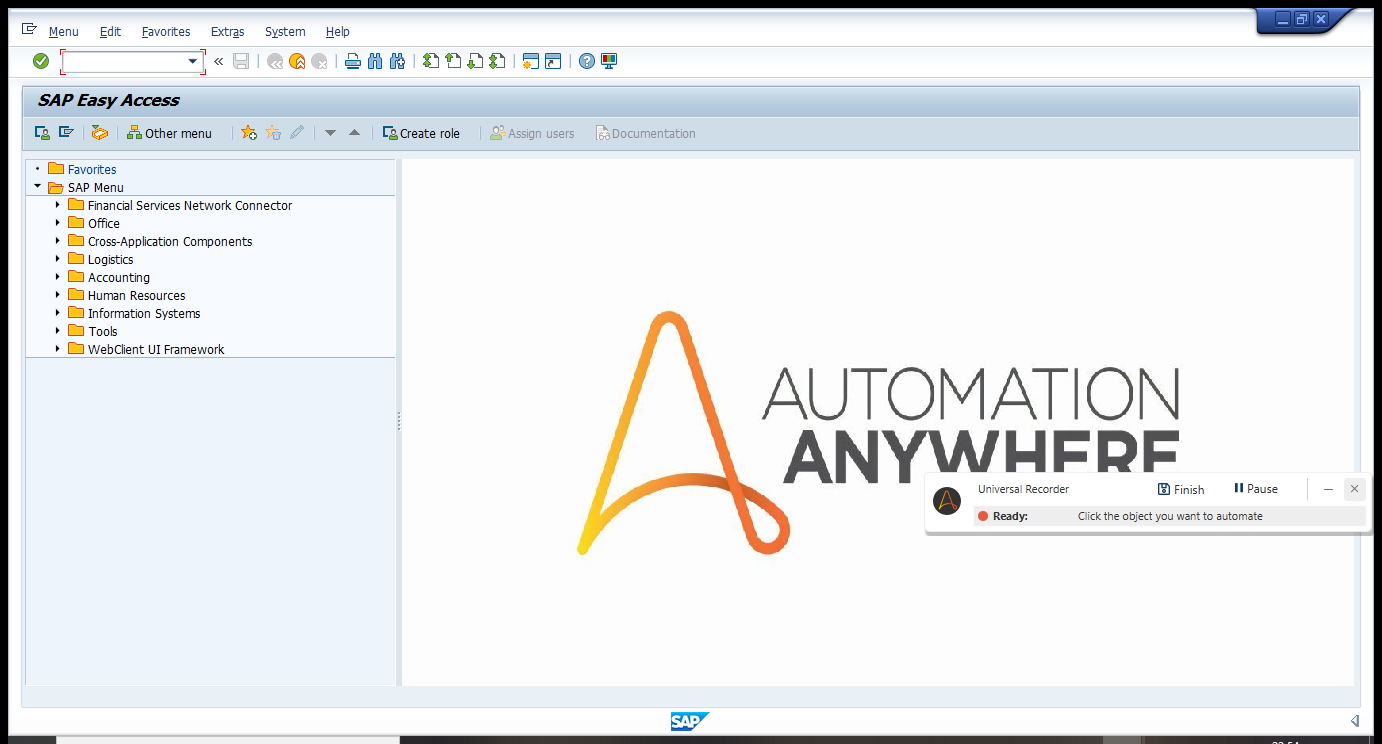 Menu Edit Favorites Extras System Help
SAP Easy Access
Other menu Create role Assign users Documentation
Favorites
SAP Menu
Financial Services Network Connector
Office
Cross-Application Components
Logistics
Accounting
Human Resources
Information Systems
Tools
WebClient UI Framework
AUTOMATION
ANYWHERE
Universal Recorder Finish Pause
Ready: Click the object you want to automate
SAP